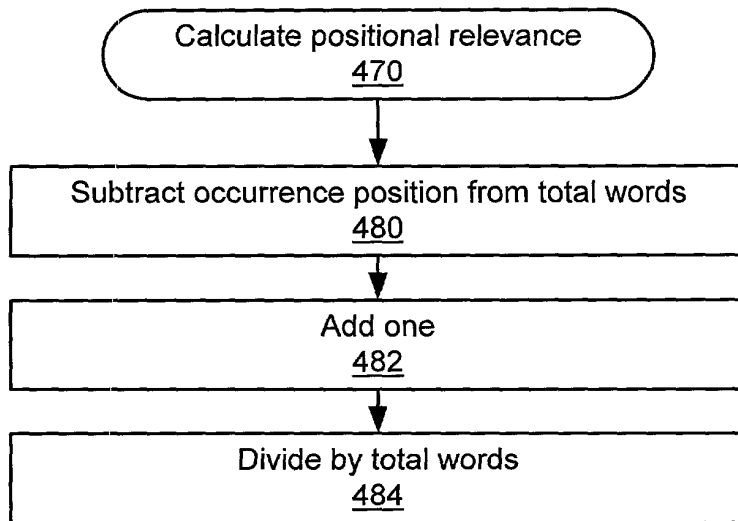 Calculate positional relevance
470
Subtract occurrence position from total words
480
Add one
482
Divide by total words
484